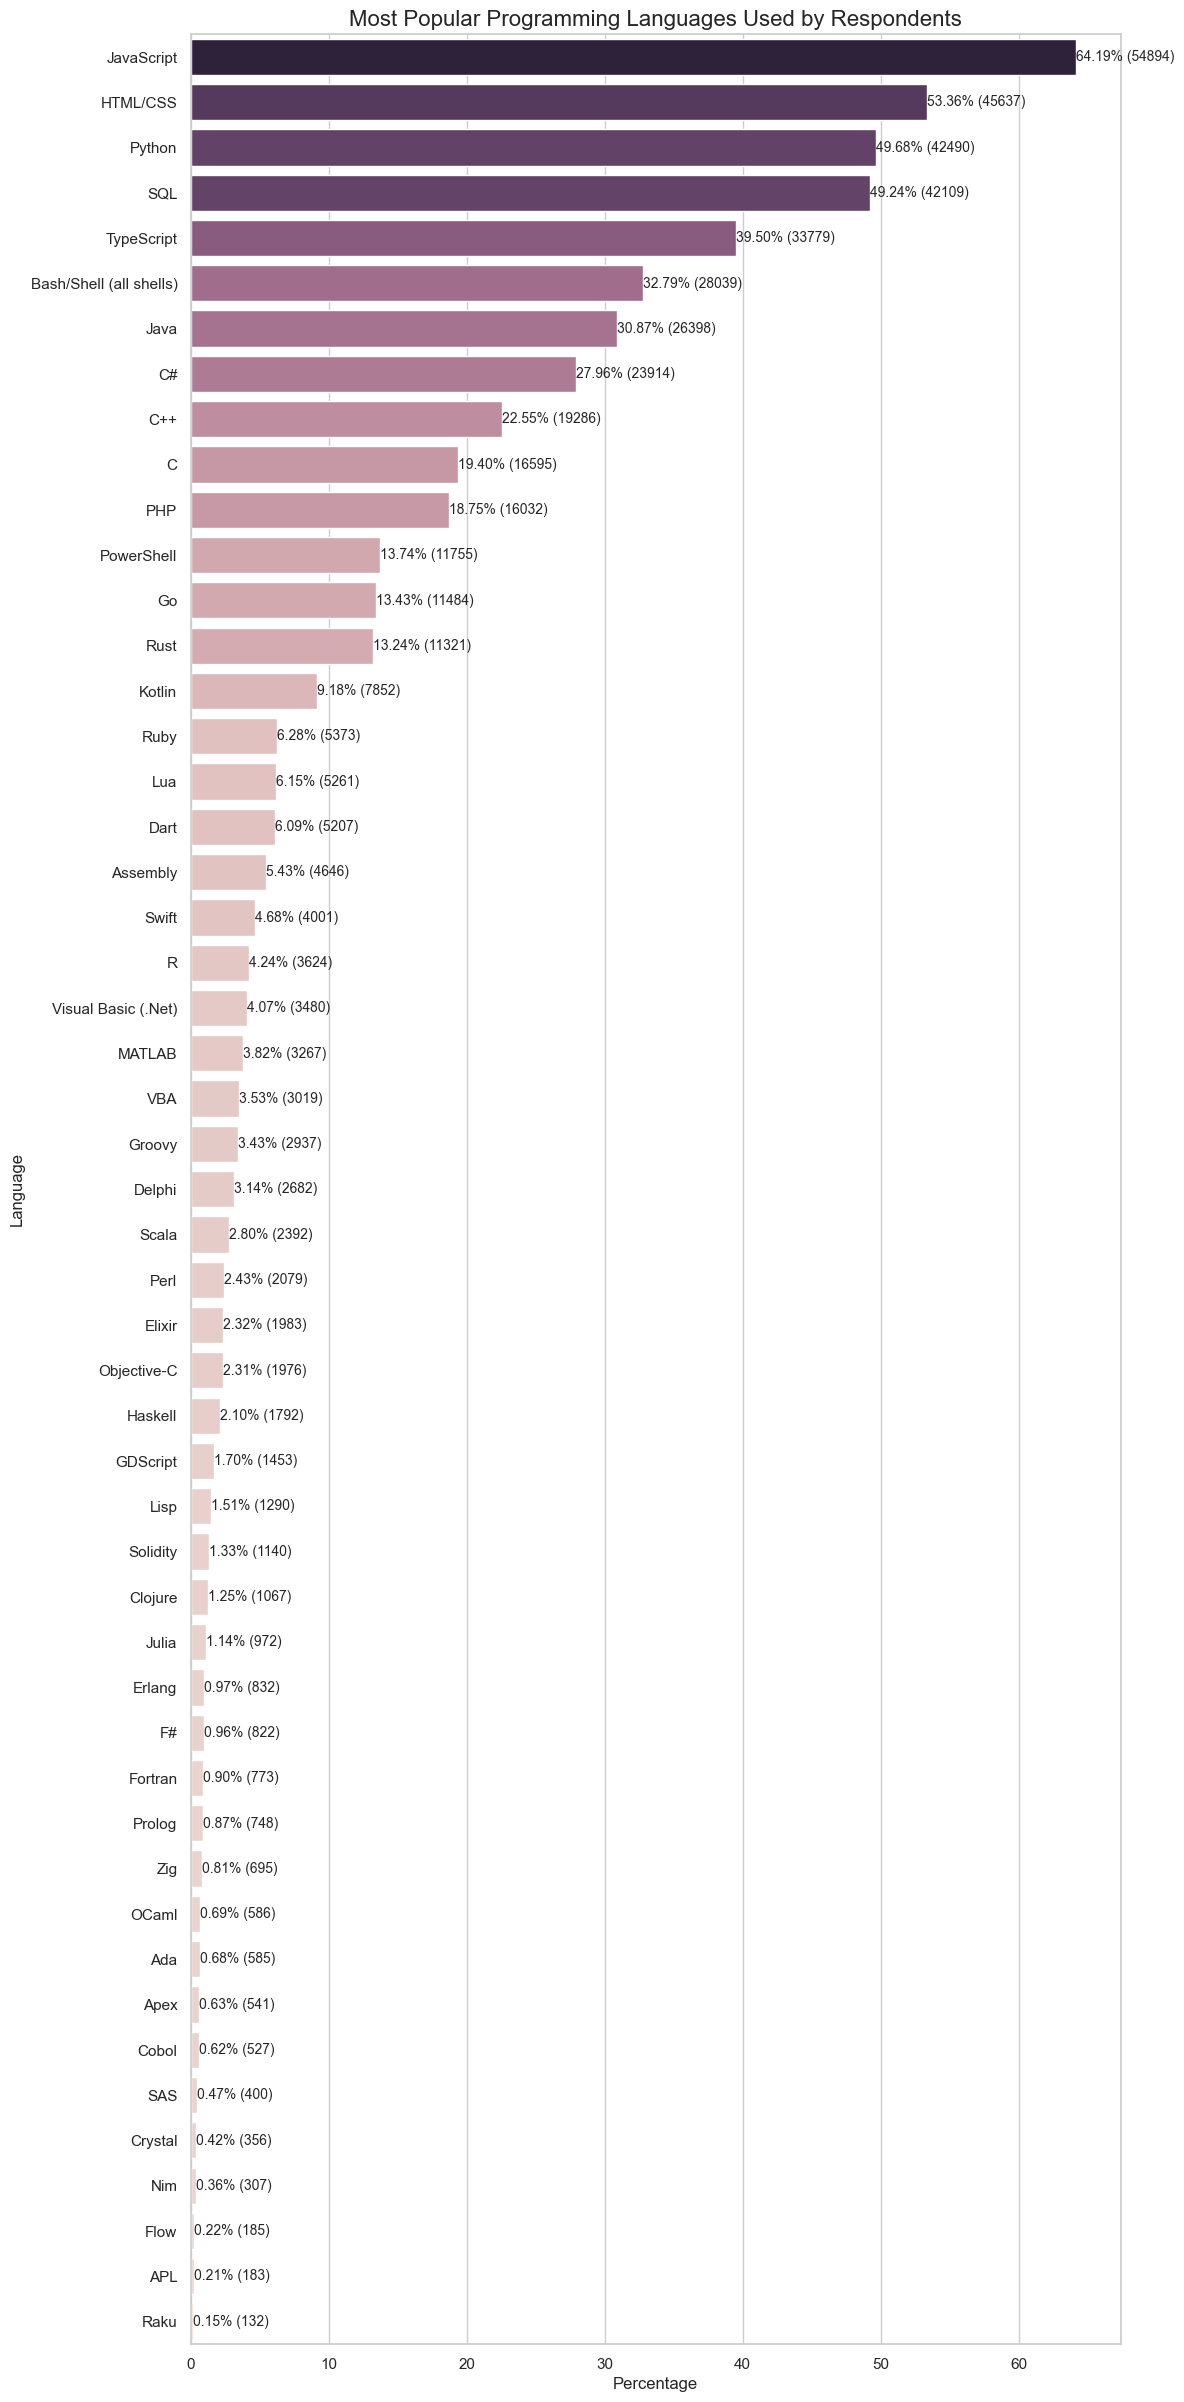 Most Popular Programming Languages Used by Respondents
JavaScript 64.19% (54894)
HTML/CSS 53.36% (45637)
Python 49.68% (42490)
SQL 49.24% (42109)
TypeScript 39.50% (33779)
Bash/Shell (all shells) 32.79% (28039)
Java 30.87% (26398)
C# 27.96% (23914)
C++ 22.55% (19286)
C 19.40% (16595)
PHP 18.75% (16032)
PowerShell 13.74% (11755)
Go 13.43% (11484)
Rust 13.24% (11321)
Kotlin 9.18% (7852)
Ruby 6.28% (5373)
Lua 6.15% (5261)
Dart 6.09% (5207)
Assembly 5.43% (4646)
Swift 4.68% (4001)
R 4.24% (3624)
Visual Basic (.Net) 4.07% (3480)
MATLAB 3.82% (3267)
VBA 3.53% (3019)
Groovy 3.43% (2937)
Delphi 3.14% (2682)
Scala 2.80% (2392)
Perl 2.43% (2079)
Elixir 2.32% (1983)
Objective-C 2.31% (1976)
Haskell 2.10% (1792)
GDScript 1.70% (1453)
Lisp 1.51% (1290)
Solidity 1.33% (1140)
Clojure 1.25% (1067)
Julia 1.14% (972)
Erlang 0.97% (832)
F# 0.96% (822)
Fortran 0.90% (773)
Prolog 0.87% (748)
Zig 0.81% (695)
OCaml 0.69% (586)
Ada 0.68% (585)
Apex 0.63% (541)
Cobol 0.62% (527)
SAS 0.47% (400)
Crystal 0.42% (356)
Nim 0.36% (307)
Flow 0.22% (185)
APL 0.21% (183)
Raku 0.15% (132)
0 10 20 30 40 50 60
Percentage
Language